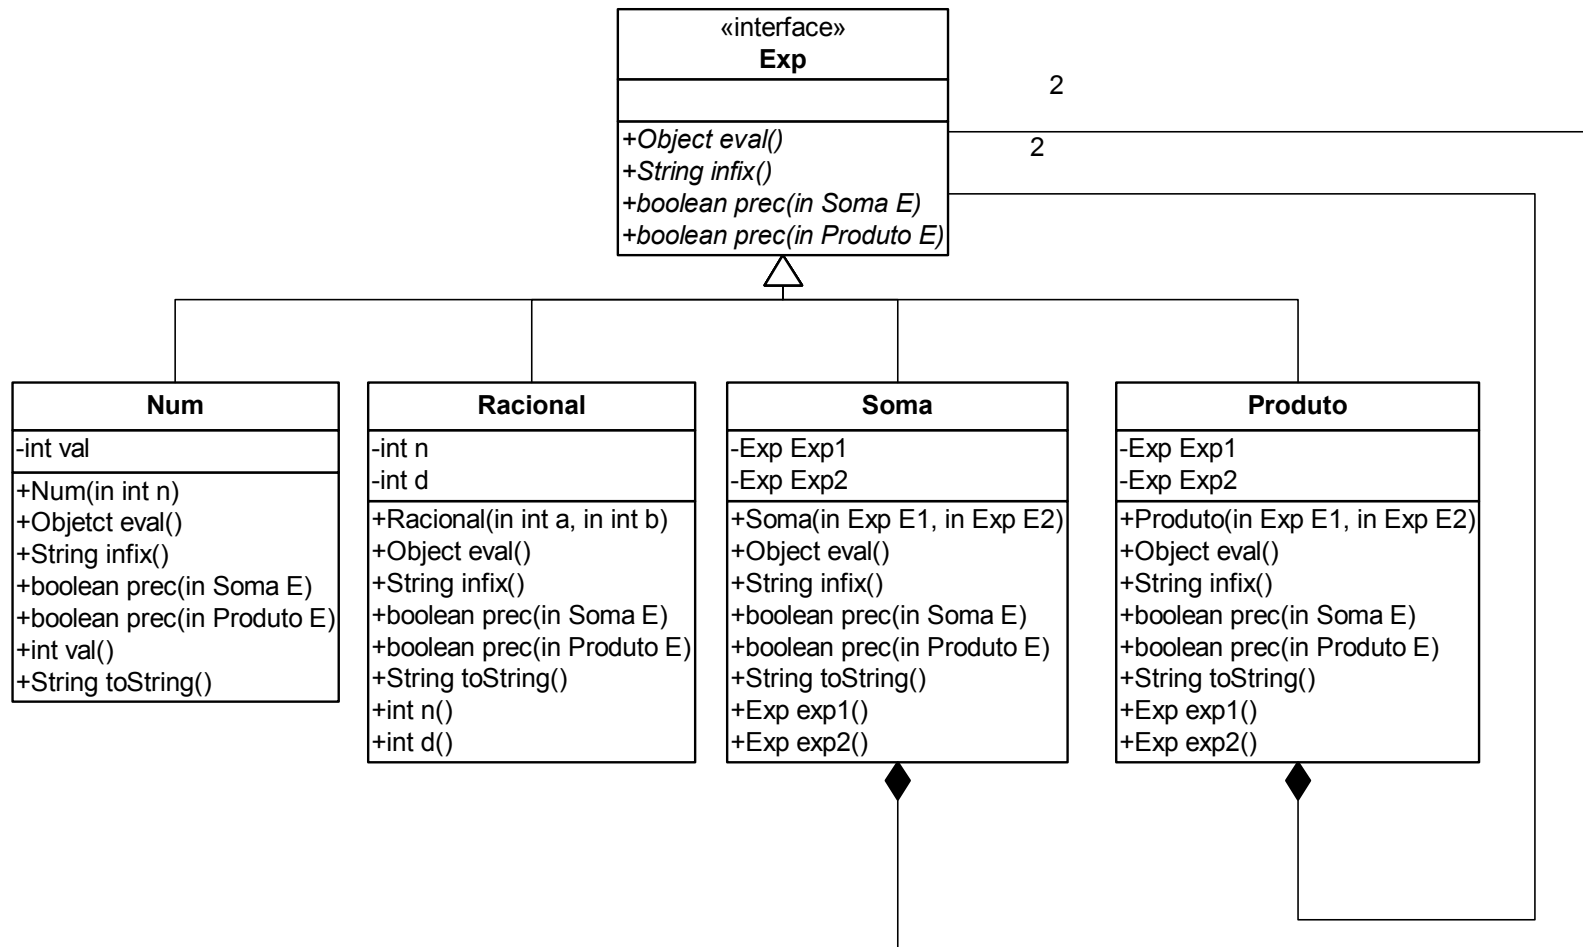 «interface»
Exp
2
+Object eval()
2
+String infix()
+boolean prec(in Soma E)
+boolean prec(in Produto E)
Num
-int val
+Num(in int n)
+Objetct eval()
+String infix()
+boolean prec(in Soma E)
+boolean prec(in Produto E)
+int val()
+String toString()
Racional
-int n
-int d
+Racional(in int a, in int b)
+Object eval()
+String infix()
+boolean prec(in Soma E)
+boolean prec(in Produto E)
+String toString()
+int n()
+int d()
Soma
-Exp Exp1
-Exp Exp2
+Soma(in Exp E1, in Exp E2)
+Object eval()
+String infix()
+boolean prec(in Soma E)
+boolean prec(in Produto E)
+String toString()
+Exp exp1()
+Exp exp2()
Produto
-Exp Exp1
-Exp Exp2
+Produto(in Exp E1, in Exp E2)
+Object eval()
+String infix()
+boolean prec(in Soma E)
+boolean prec(in Produto E)
+String toString()
+Exp exp1()
+Exp exp2()